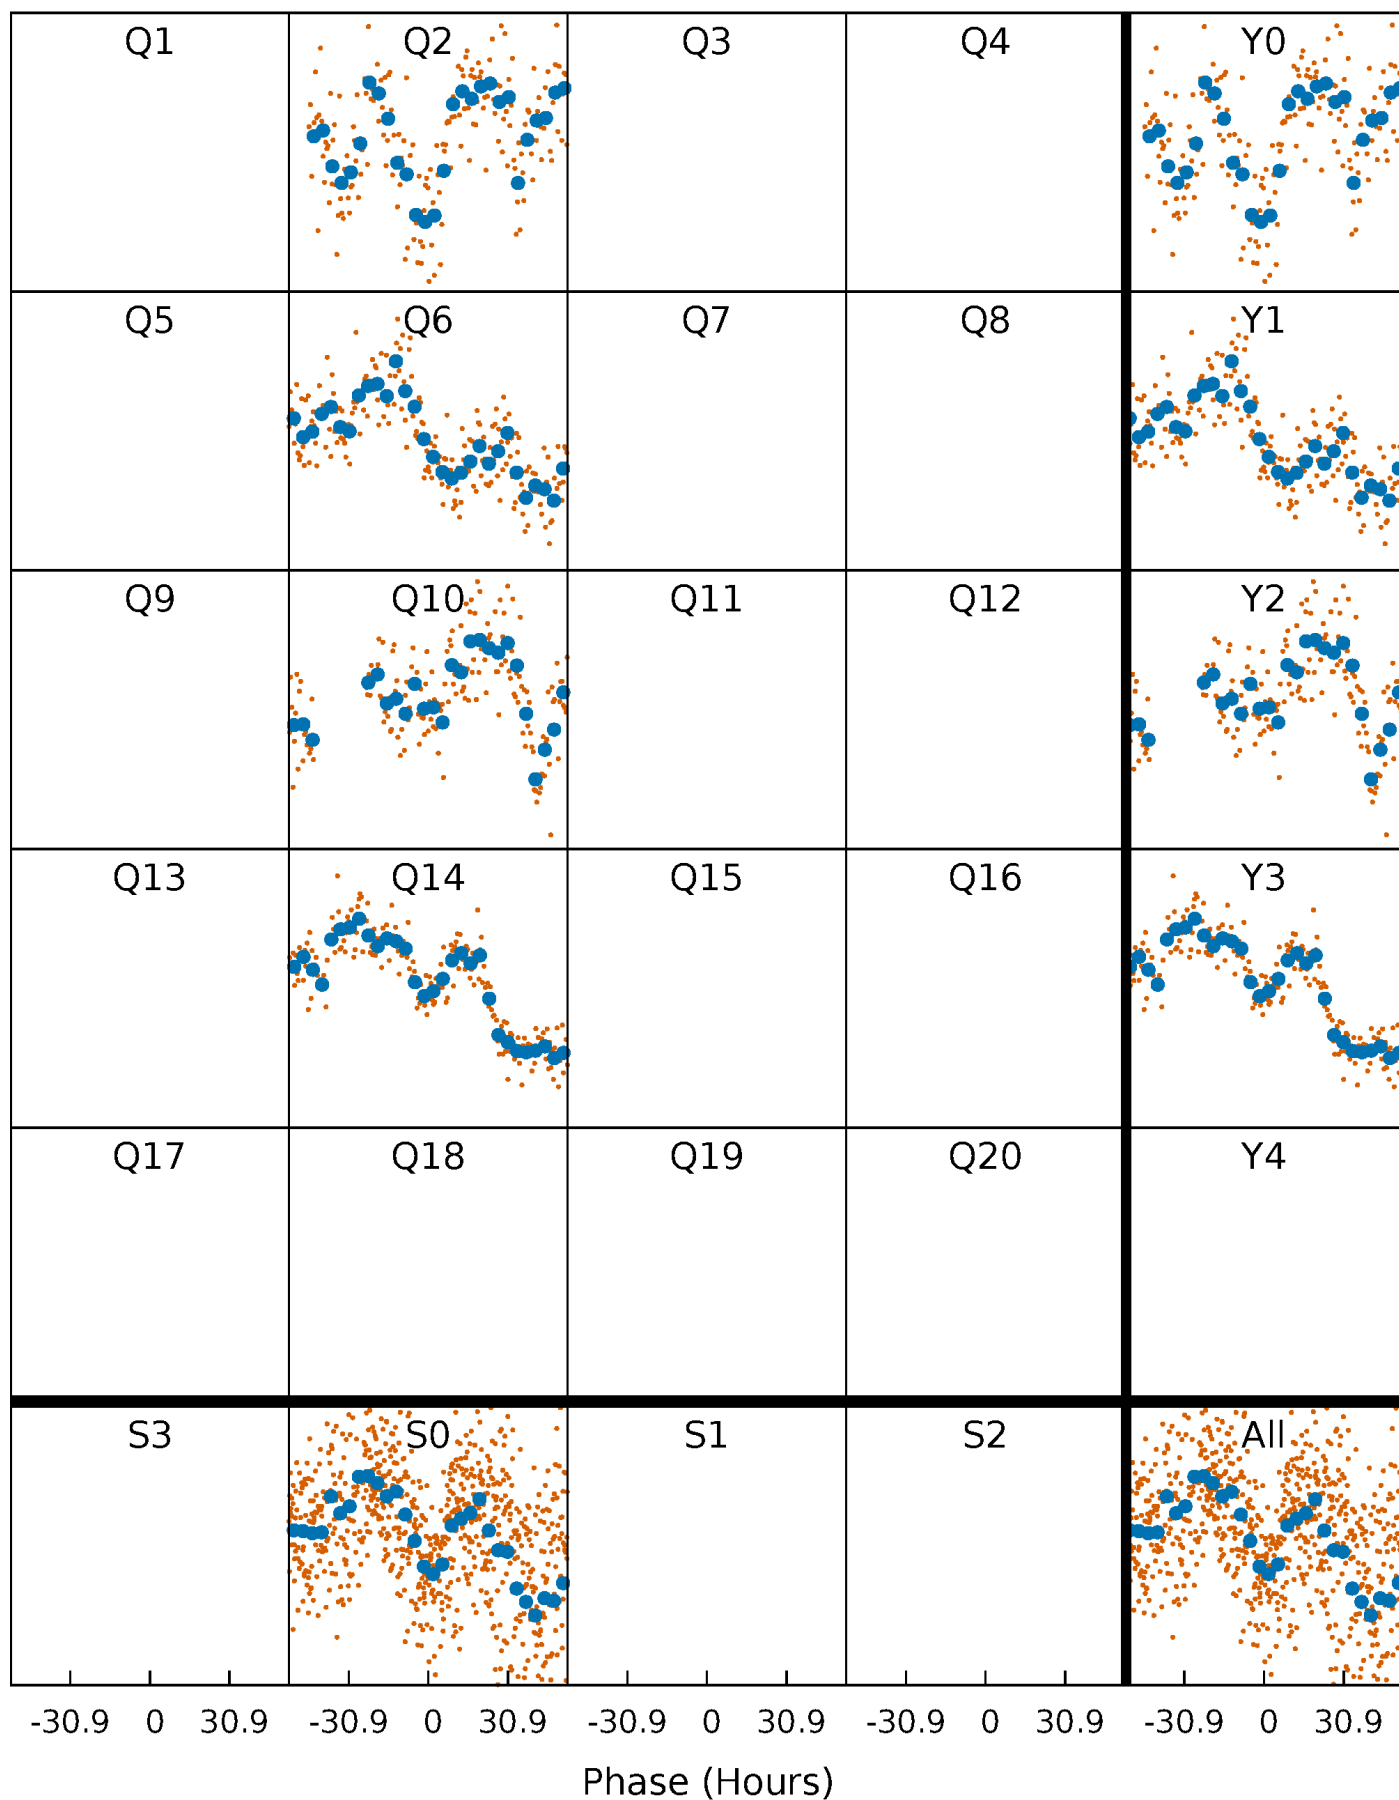 Q1 Q2 Q3 Q4 Y0
Q5 Q6 Q7 Q8 Y1
Q9 Q10 Q11 Q12 Y2
Q13 Q14 Q15 Q16 Y3
Q17 Q18 Q19 Q20 Y4
S3 S0 S1 S2 All
-30.9 0 30.9 -30.9 0 30.9 -30.9 0 30.9 -30.9 0 30.9 -30.9 0 30.9
Phase (Hours)